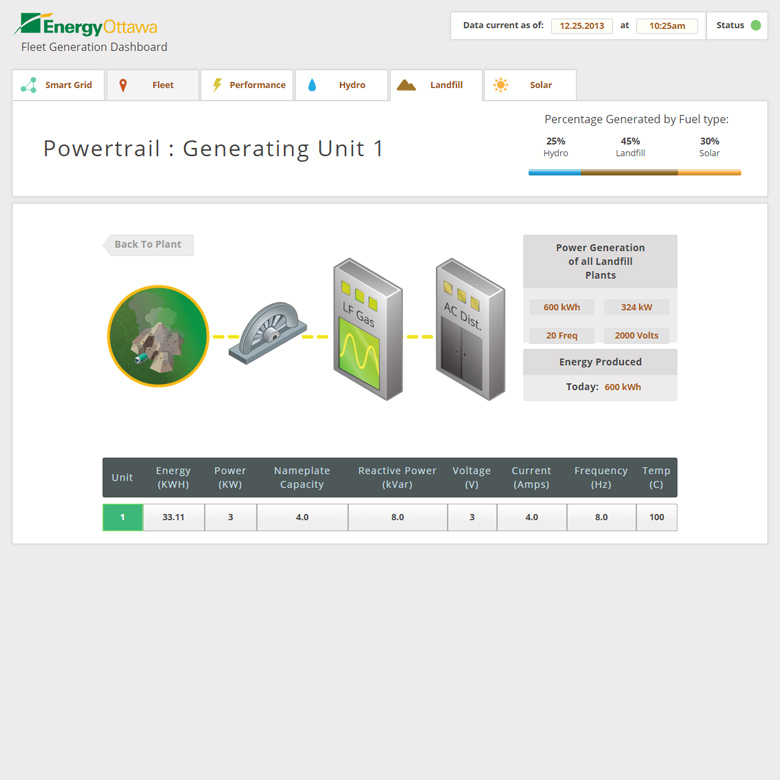 EnergyOttawa
Fleet Generation Dashboard
Data current as of: 12.25.2013 at 10:25am Status
Smart Grid Fleet Performance Hydro Landfill Solar
Powertrail : Generating Unit 1
Percentage Generated by Fuel type:
25% 45% 30%
Hydro Landfill Solar
Back To Plant
LF Gas
AC Dist.
Power Generation
of all Landfill
Plants
600 kWh 324 kW
20 Freq 2000 Volts
Energy Produced
Today: 600 kWh
Unit Energy (KWH) Power (KW) Nameplate Capacity Reactive Power (kVar) Voltage (V) Current (Amps) Frequency (Hz) Temp (C)
1 33.11 3 4.0 8.0 3 4.0 8.0 100